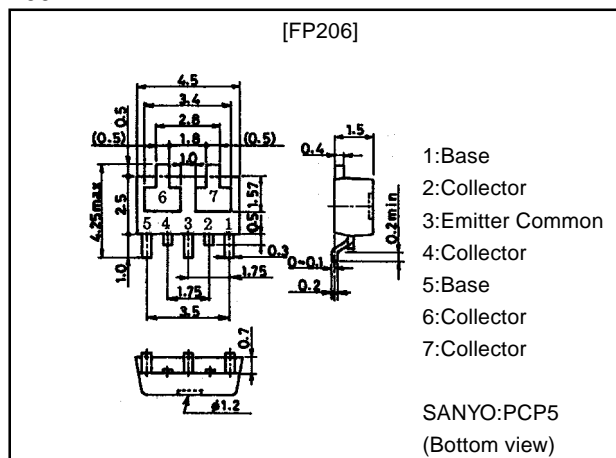 [FP206]
4.5
3.4
2.8
0.5
(0.5) 1.8 (0.5)
1.0
6 7
4.25max
2.5
1.57
0.5
5 4 3 2 1
1.0
0.3
1.75
1.75
3.5
0.7
ø1.2
1.5
0.4
0.2min
0~0.1
0.2
1:Base
2:Collector
3:Emitter Common
4:Collector
5:Base
6:Collector
7:Collector
SANYO:PCP5
(Bottom view)